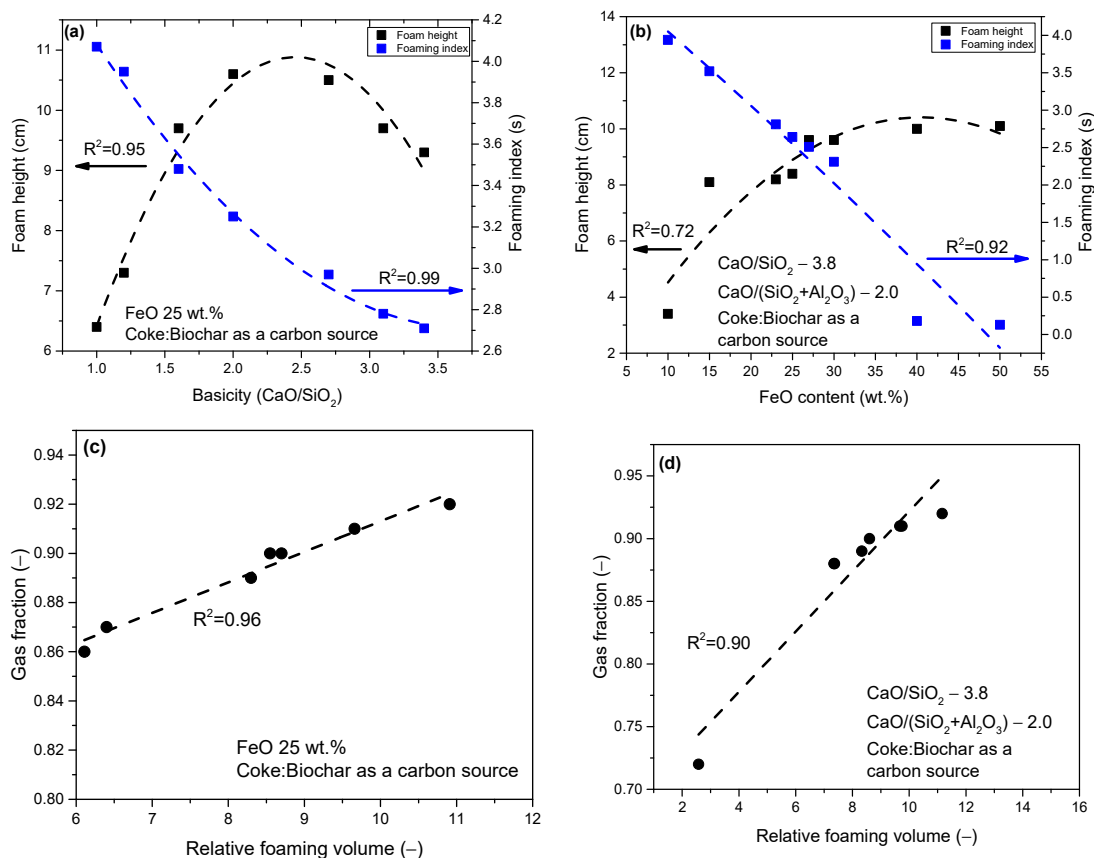 (a)
Foam height
Foaming index
R²=0.95
R²=0.99
FeO 25 wt.%
Coke:Biochar as a carbon source
6
7
8
9
10
11
Foam height (cm)
2.6
2.8
3.0
3.2
3.4
3.6
3.8
4.0
4.2
Foaming index (s)
1.0 1.5 2.0 2.5 3.0 3.5
Basicity (CaO/SiO₂)
(b)
Foam height
Foaming index
R²=0.72
R²=0.92
CaO/SiO₂ – 3.8
CaO/(SiO₂+Al₂O₃) – 2.0
Coke:Biochar as a
carbon source
2
4
6
8
10
12
14
Foam height (cm)
0.0
0.5
1.0
1.5
2.0
2.5
3.0
3.5
4.0
Foaming index (s)
5 10 15 20 25 30 35 40 45 50 55
FeO content (wt.%)
(c)
R²=0.96
FeO 25 wt.%
Coke:Biochar as a carbon source
0.80
0.82
0.84
0.86
0.88
0.90
0.92
0.94
Gas fraction (–)
6 7 8 9 10 11 12
Relative foaming volume (–)
(d)
R²=0.90
CaO/SiO₂ – 3.8
CaO/(SiO₂+Al₂O₃) – 2.0
Coke:Biochar as a
carbon source
0.70
0.75
0.80
0.85
0.90
0.95
Gas fraction (–)
2 4 6 8 10 12 14 16
Relative foaming volume (–)